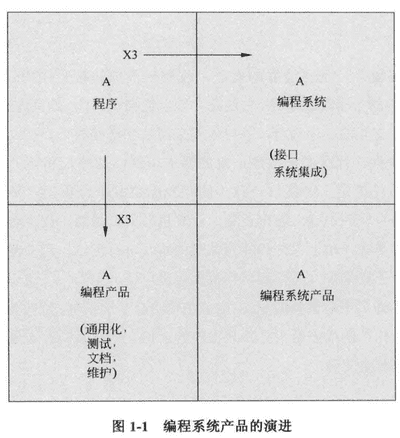 X3
A
程序
A
编程系统
(接口
系统集成)
X3
A
编程产品
(通用化,
测试,
文档,
维护)
A
编程系统产品
图 1-1 编程系统产品的演进